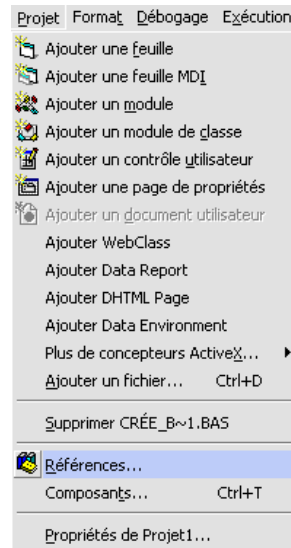 Projet Format Débogage Exécution
Ajouter une feuille
Ajouter une feuille MDI
Ajouter un module
Ajouter un module de classe
Ajouter un contrôle utilisateur
Ajouter une page de propriétés
Ajouter un document utilisateur
Ajouter WebClass
Ajouter Data Report
Ajouter DHTML Page
Ajouter Data Environment
Plus de concepteurs ActiveX...
Ajouter un fichier... Ctrl+D
Supprimer CRÉE_B~1.BAS
Références...
Composants... Ctrl+T
Propriétés de Projet1...